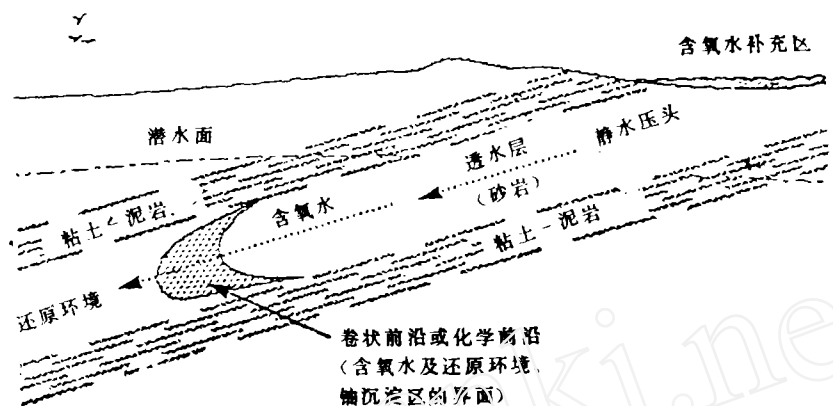 含氧水补充区
潜水面
透水层
静水压头
(砂岩)
含氧水
粘土-泥岩
粘土-泥岩
还原环境
卷状前沿或化学前沿
(含氧水及还原环境,
铀沉淀区的界面)
nki.ne